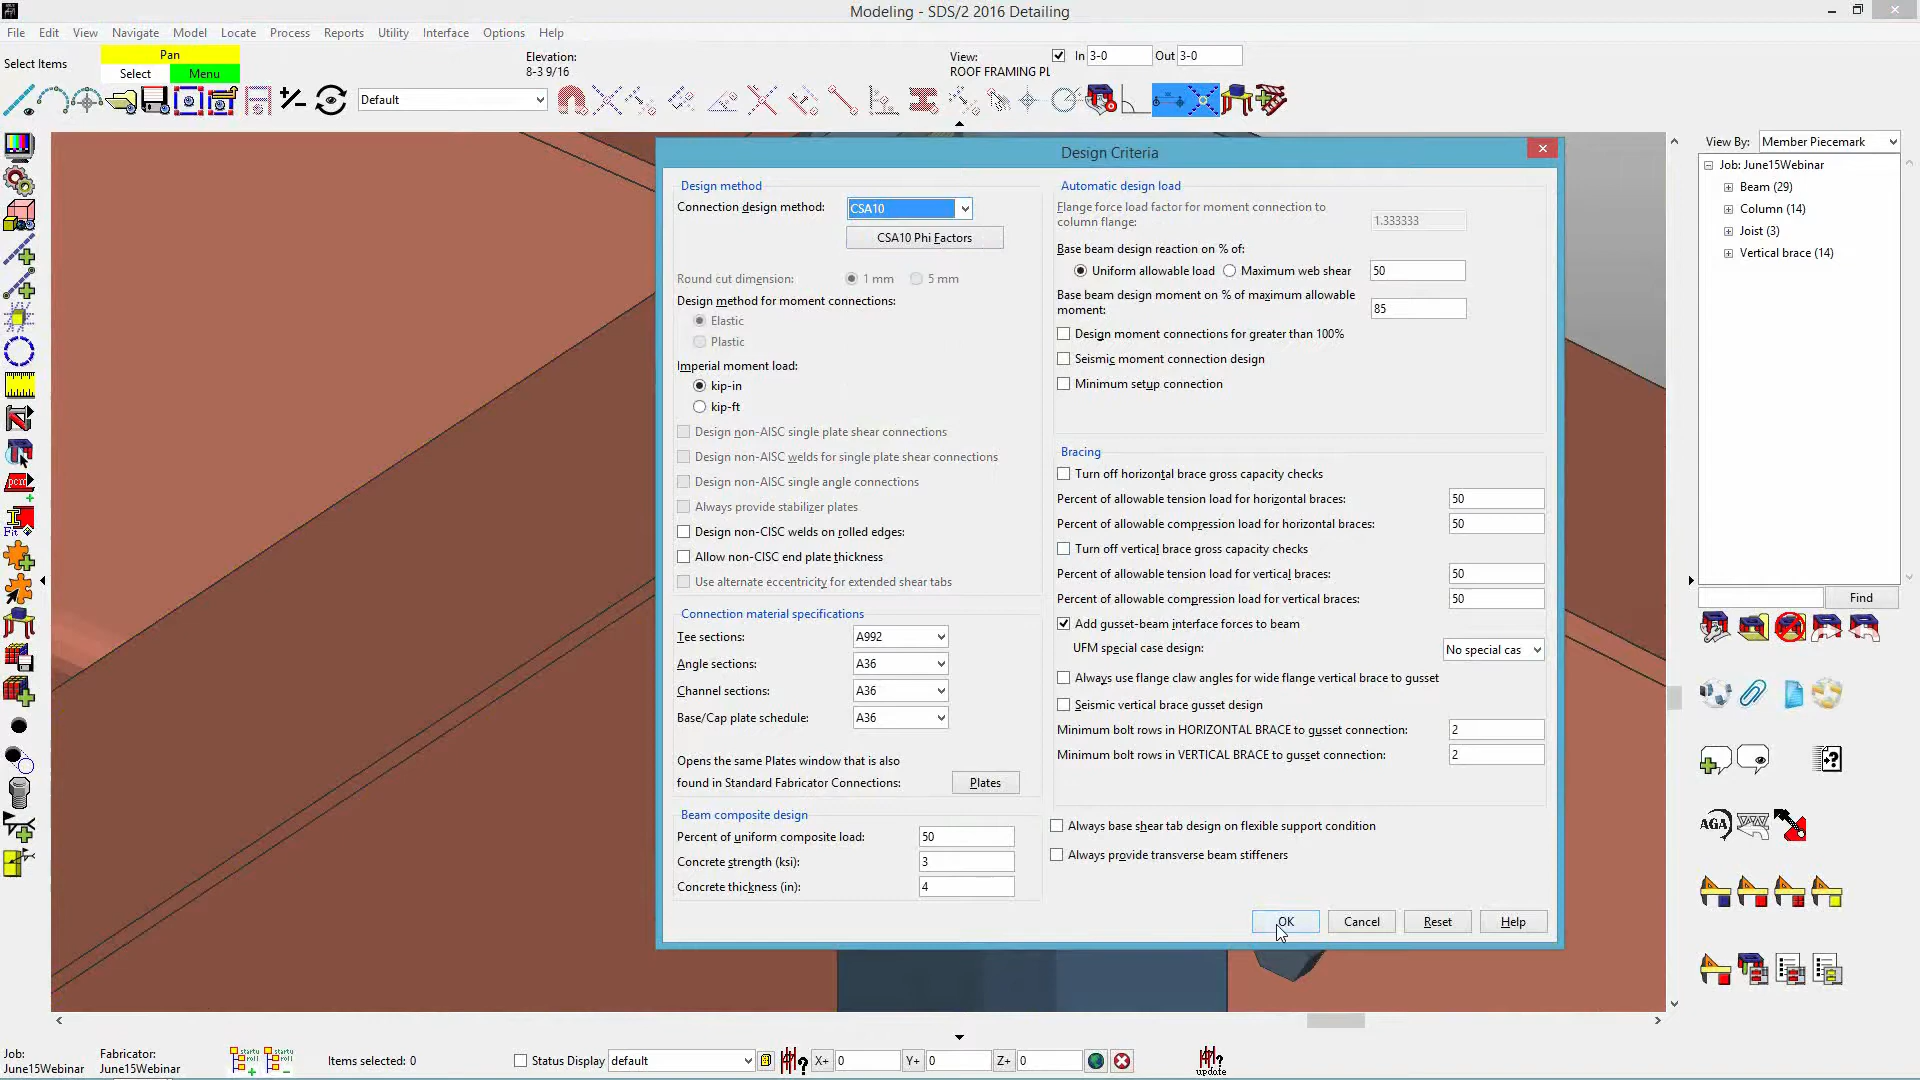 Modeling - SDS/2 2016 Detailing
File Edit View Navigate Model Locate Process Reports Utility Interface Options Help
Select Items
Pan
Select Menu
Elevation:
8-3 9/16
View:
ROOF FRAMING PL
In 3-0 Out 3-0
Default
View By: Member Piecemark
Job: June15Webinar
Beam (29)
Column (14)
Joist (3)
Vertical brace (14)
Find
Design Criteria
Design method
Connection design method: CSA10
CSA10 Phi Factors
Round cut dimension: 1 mm 5 mm
Design method for moment connections:
Elastic
Plastic
Imperial moment load:
kip-in
kip-ft
Design non-AISC single plate shear connections
Design non-AISC welds for single plate shear connections
Design non-AISC single angle connections
Always provide stabilizer plates
Design non-CISC welds on rolled edges:
Allow non-CISC end plate thickness
Use alternate eccentricity for extended shear tabs
Connection material specifications
Tee sections: A992
Angle sections: A36
Channel sections: A36
Base/Cap plate schedule: A36
Opens the same Plates window that is also
found in Standard Fabricator Connections: Plates
Beam composite design
Percent of uniform composite load: 50
Concrete strength (ksi): 3
Concrete thickness (in): 4
Automatic design load
Flange force load factor for moment connection to
column flange: 1.333333
Base beam design reaction on % of:
Uniform allowable load Maximum web shear 50
Base beam design moment on % of maximum allowable
moment: 85
Design moment connections for greater than 100%
Seismic moment connection design
Minimum setup connection
Bracing
Turn off horizontal brace gross capacity checks
Percent of allowable tension load for horizontal braces: 50
Percent of allowable compression load for horizontal braces: 50
Turn off vertical brace gross capacity checks
Percent of allowable tension load for vertical braces: 50
Percent of allowable compression load for vertical braces: 50
Add gusset-beam interface forces to beam
UFM special case design: No special cas
Always use flange claw angles for wide flange vertical brace to gusset
Seismic vertical brace gusset design
Minimum bolt rows in HORIZONTAL BRACE to gusset connection: 2
Minimum bolt rows in VERTICAL BRACE to gusset connection: 2
Always base shear tab design on flexible support condition
Always provide transverse beam stiffeners
OK Cancel Reset Help
pcm
Fit
AGA
Job:
June15Webinar
Fabricator:
June15Webinar
Items selected: 0
Status Display default
X+ 0 Y+ 0 Z+ 0
update